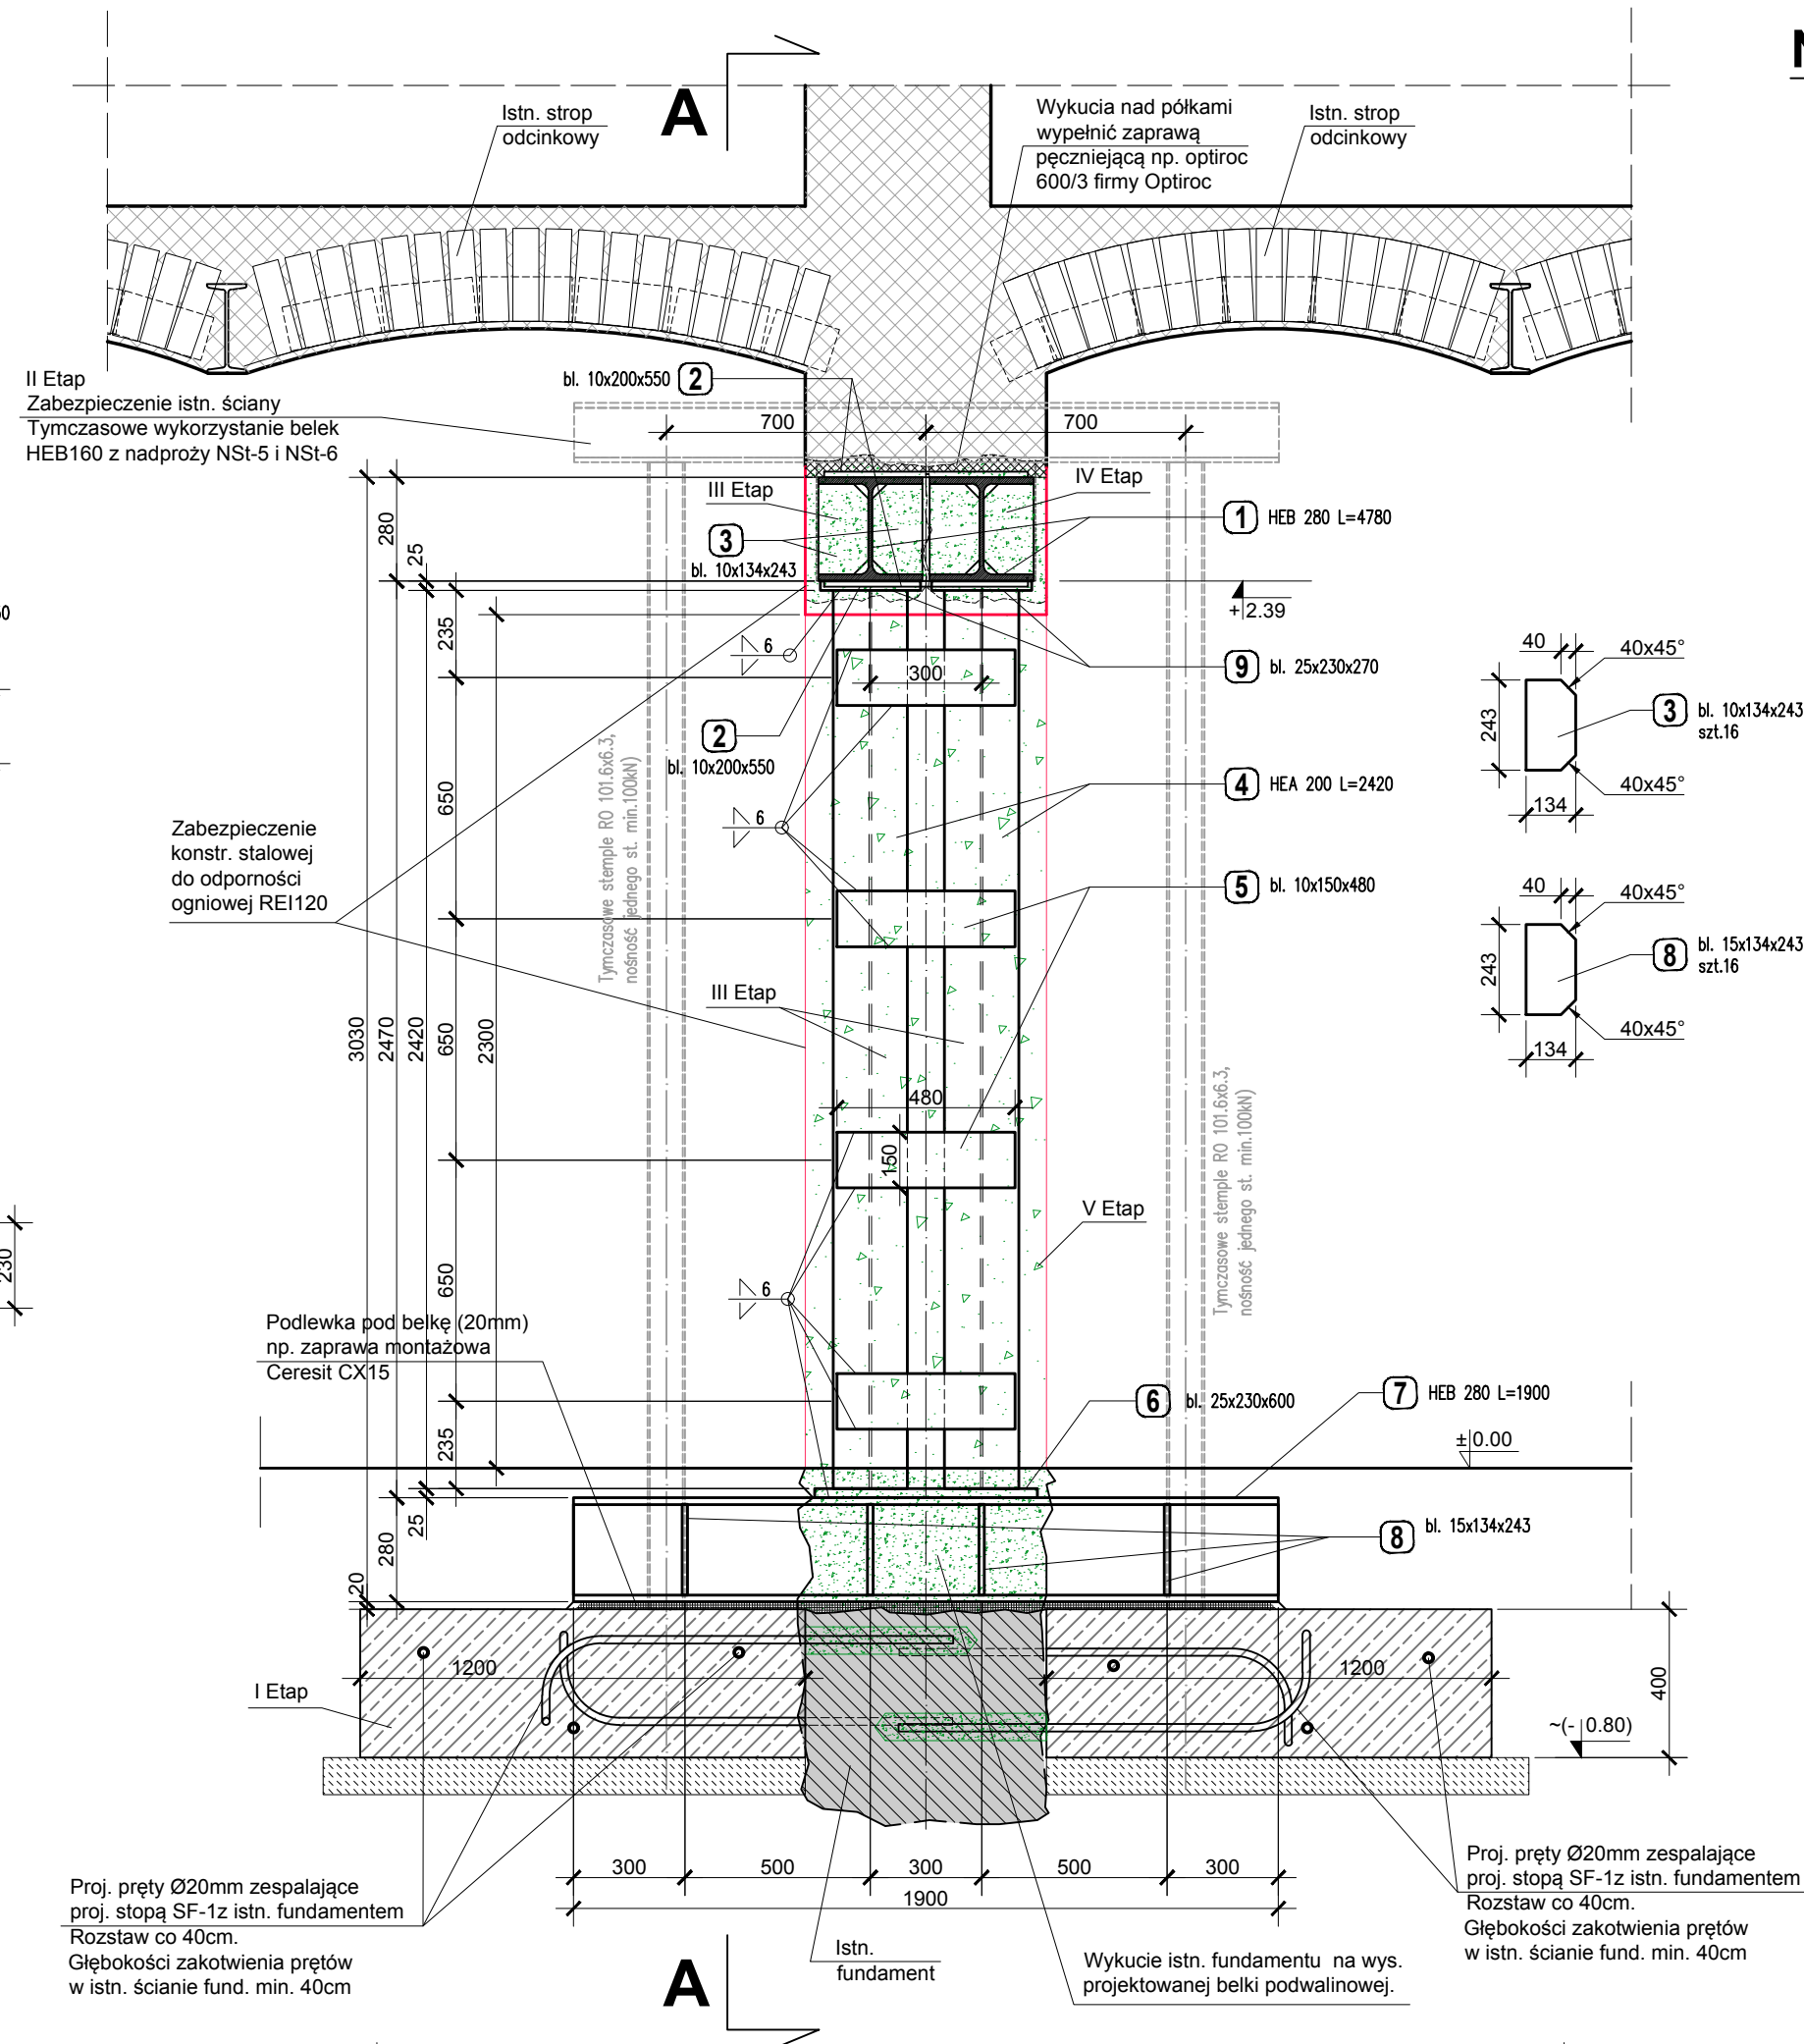 A
Istn. strop
odcinkowy
Wykucia nad półkami
wypełnić zaprawą
pęczniejącą np. optiroc
600/3 firmy Optiroc
Istn. strop
odcinkowy
II Etap
Zabezpieczenie istn. ściany
Tymczasowe wykorzystanie belek
HEB160 z nadproży NSt-5 i NSt-6
bl. 10x200x550 2
700
700
III Etap
IV Etap
1 HEB 280 L=4780
3
bl. 10x134x243
280
25
+2.39
235
6
300
9 bl. 25x230x270
2
bl. 10x200x550
40
40x45°
243
3 bl. 10x134x243
szt.16
40x45°
134
4 HEA 200 L=2420
650
6
Tymczasowe stemple RO 101.6x6.3,
nośność jednego st. min.100kN)
Zabezpieczenie
konstr. stalowej
do odporności
ogniowej REI120
5 bl. 10x150x480
40
40x45°
243
8 bl. 15x134x243
szt.16
40x45°
134
III Etap
3030
2470
2420
650
2300
480
150
Tymczasowe stemple RO 101.6x6.3,
nośność jednego st. min.100kN)
V Etap
230
650
6
Podlewka pod belkę (20mm)
np. zaprawa montażowa
Ceresit CX15
6 bl. 25x230x600
7 HEB 280 L=1900
±0.00
235
25
280
20
8 bl. 15x134x243
1200
1200
400
I Etap
~(-0.80)
300
500
300
500
300
1900
Proj. pręty Ø20mm zespalające
proj. stopą SF-1z istn. fundamentem
Rozstaw co 40cm.
Głębokości zakotwienia prętów
w istn. ścianie fund. min. 40cm
Istn.
fundament
Wykucie istn. fundamentu na wys.
projektowanej belki podwalinowej.
Proj. pręty Ø20mm zespalające
proj. stopą SF-1z istn. fundamentem
Rozstaw co 40cm.
Głębokości zakotwienia prętów
w istn. ścianie fund. min. 40cm
A